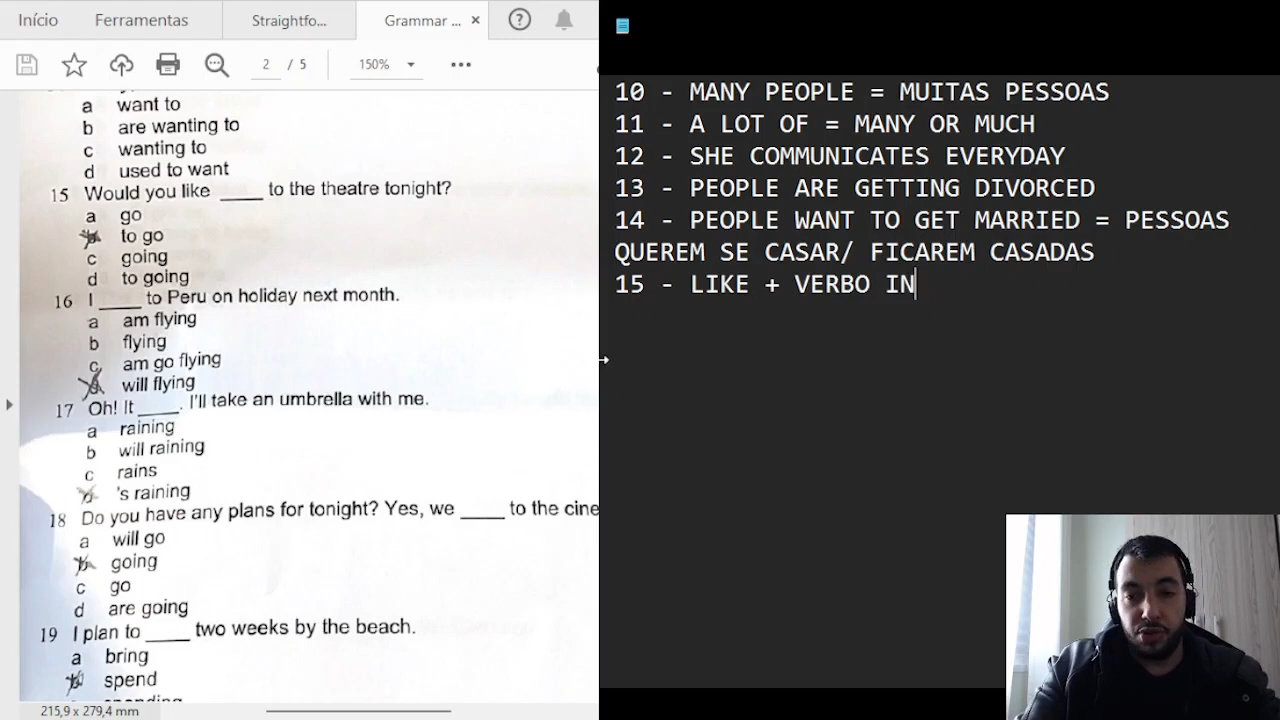 Início
Ferramentas
Straightfo...
Grammar ...
2 / 5
150%
a want to
b are wanting to
c wanting to
d used to want
15 Would you like ____ to the theatre tonight?
a go
b to go
c going
d to going
16 I ____ to Peru on holiday next month.
a am flying
b flying
c am go flying
d will flying
17 Oh! It ____. I'll take an umbrella with me.
a raining
b will raining
c rains
d 's raining
18 Do you have any plans for tonight? Yes, we ____ to the cine
a will go
b going
c go
d are going
19 I plan to ____ two weeks by the beach.
a bring
b spend
215,9 x 279,4 mm
10 - MANY PEOPLE = MUITAS PESSOAS
11 - A LOT OF = MANY OR MUCH
12 - SHE COMMUNICATES EVERYDAY
13 - PEOPLE ARE GETTING DIVORCED
14 - PEOPLE WANT TO GET MARRIED = PESSOAS
QUEREM SE CASAR/ FICAREM CASADAS
15 - LIKE + VERBO IN